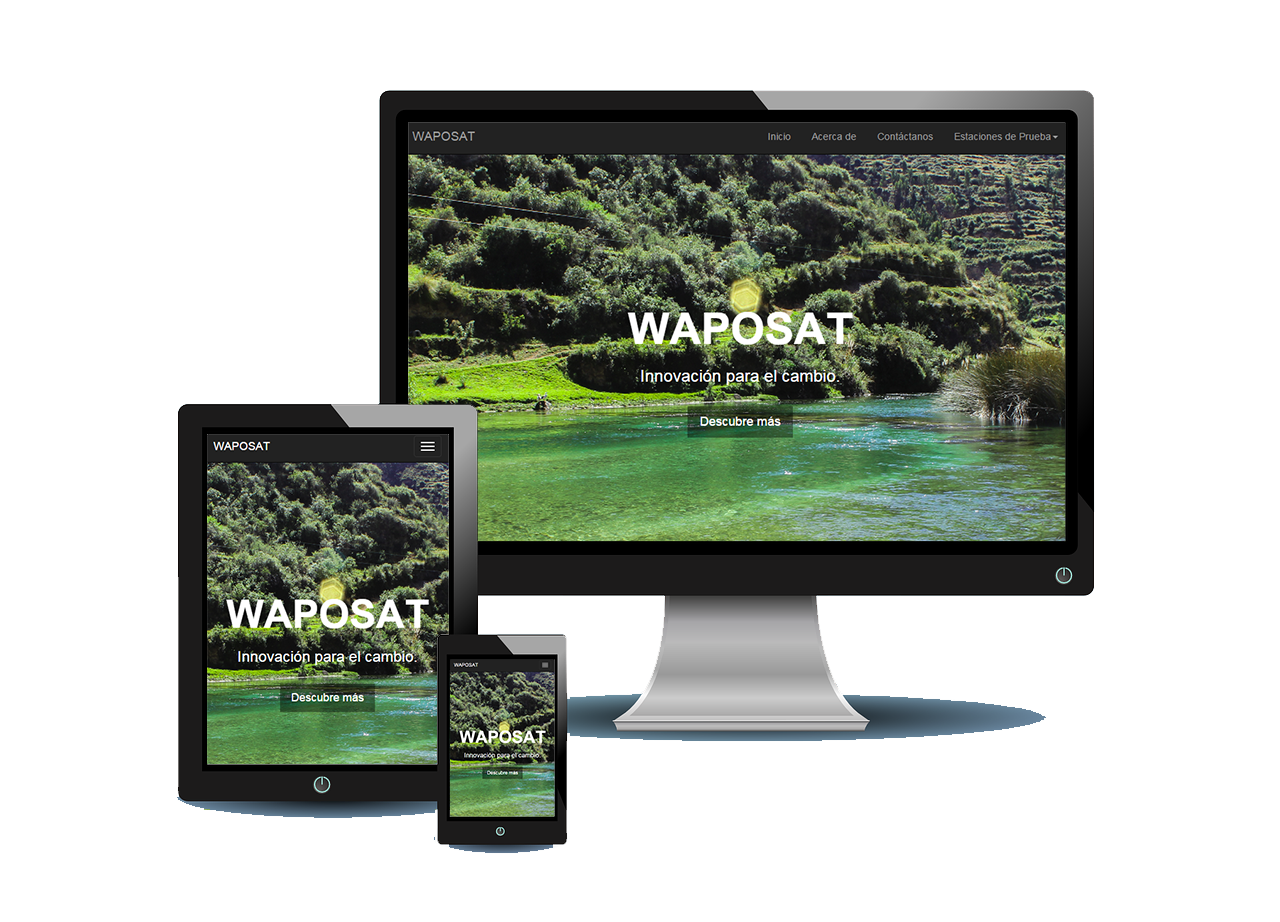 WAPOSAT Inicio Acerca de Contáctanos Estaciones de Prueba
WAPOSAT
Innovación para el cambio.
Descubre más
WAPOSAT
WAPOSAT
Innovación para el cambio.
Descubre más
WAPOSAT
WAPOSAT
Innovación para el cambio.
Descubre más